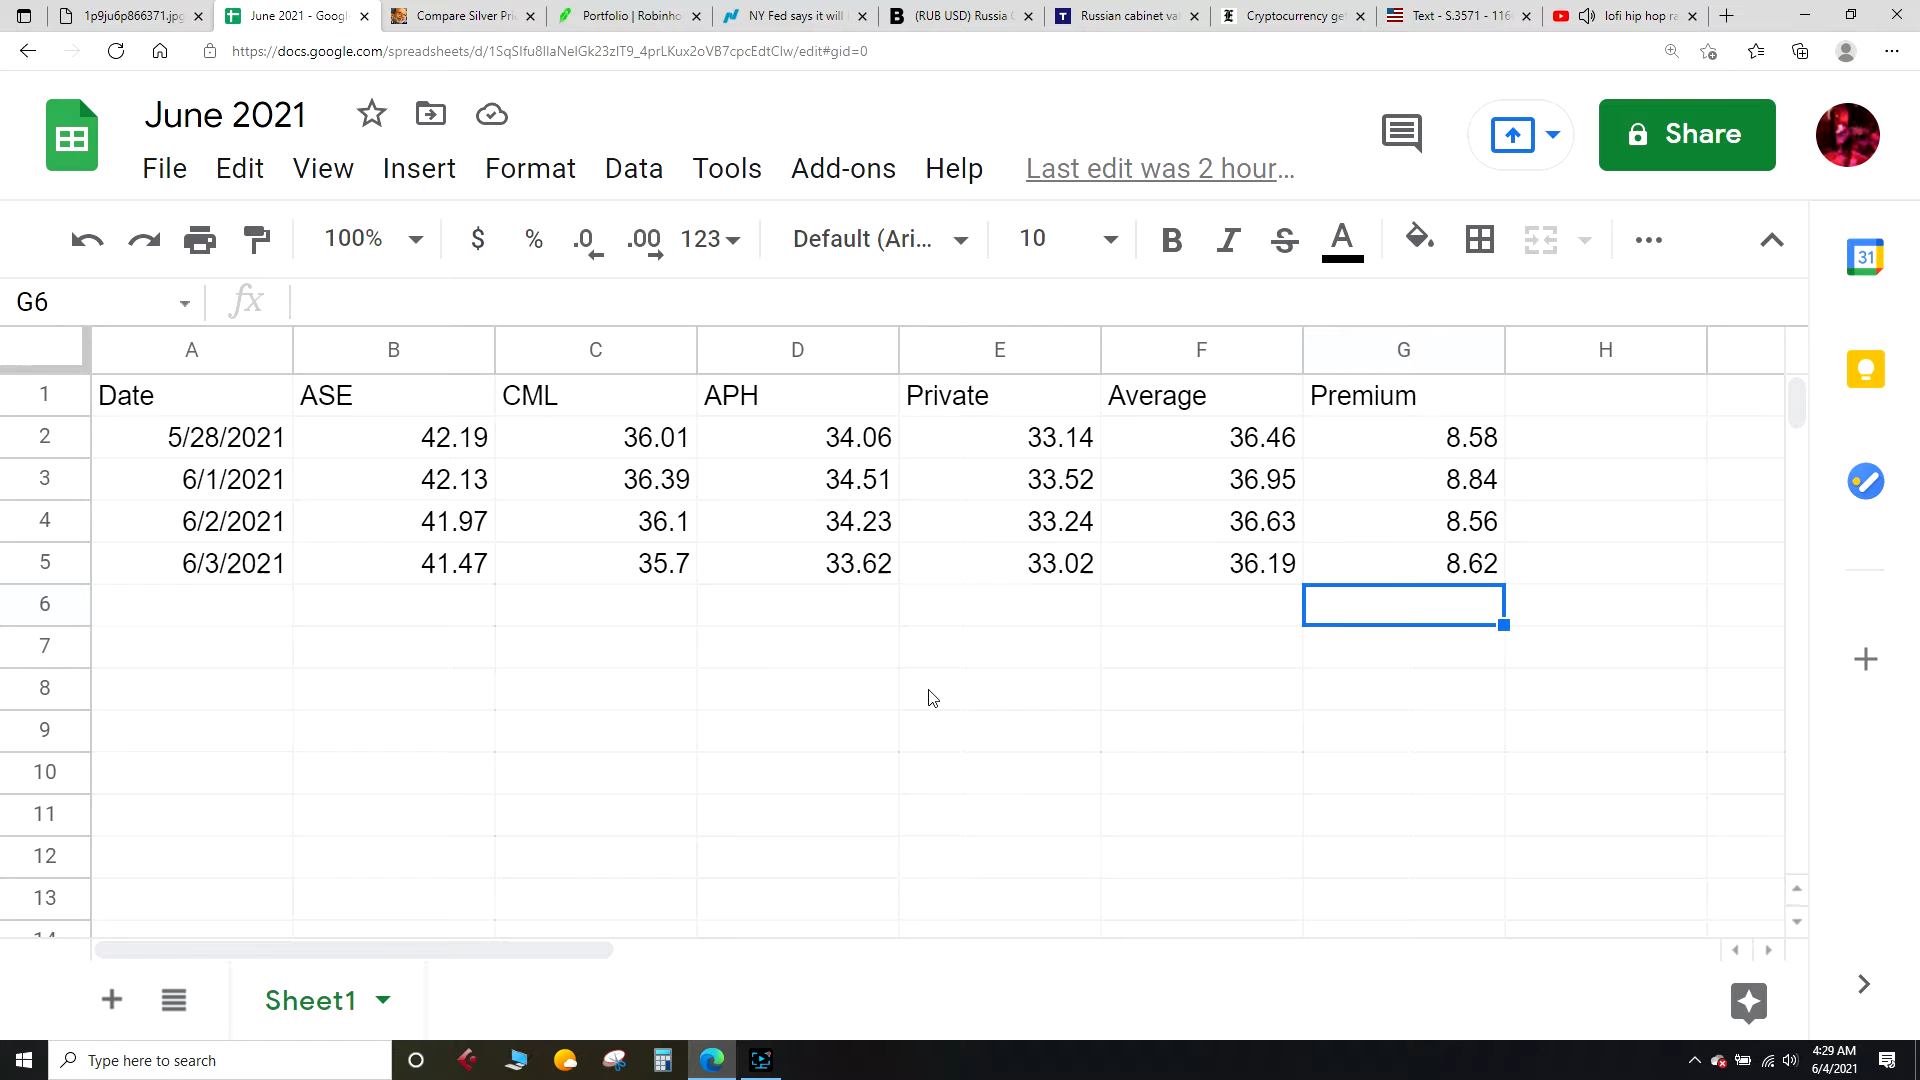 1p9ju6p866371.jpg
June 2021 - Googl
Compare Silver Pri
Portfolio | Robinho
NY Fed says it will
(RUB USD) Russia
Russian cabinet va
Cryptocurrency ge
Text - S.3571 - 116
lofi hip hop ra
https://docs.google.com/spreadsheets/d/1SqSIfu8IlaNeIGk23zIT9_4prLKux2oVB7cpcEdtCIw/edit#gid=0
June 2021
Share
File Edit View Insert Format Data Tools Add-ons Help Last edit was 2 hour...
100% $ % .0 .00 123 Default (Ari... 10 B I S A
31
G6 fx
A B C D E F G H
1 Date ASE CML APH Private Average Premium
2 5/28/2021 42.19 36.01 34.06 33.14 36.46 8.58
3 6/1/2021 42.13 36.39 34.51 33.52 36.95 8.84
4 6/2/2021 41.97 36.1 34.23 33.24 36.63 8.56
5 6/3/2021 41.47 35.7 33.62 33.02 36.19 8.62
6
7
8
9
10
11
12
13
14
Sheet1
Type here to search
4:29 AM
6/4/2021